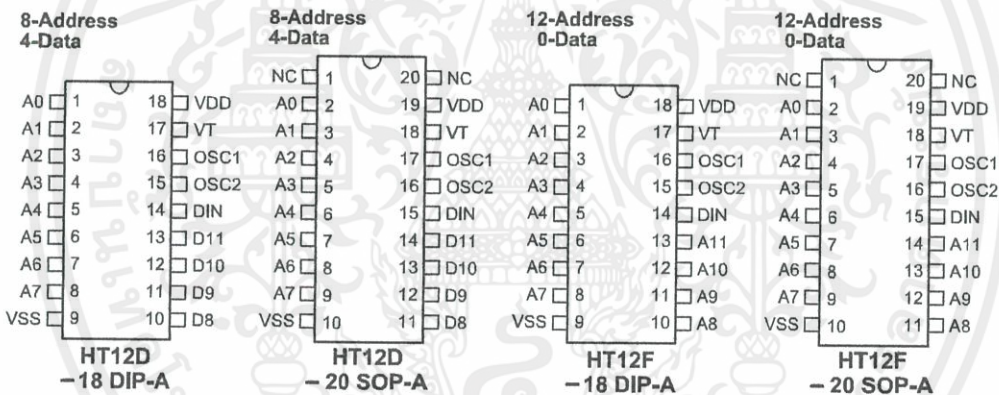 8-Address
4-Data
A0 1 18 VDD
A1 2 17 VT
A2 3 16 OSC1
A3 4 15 OSC2
A4 5 14 DIN
A5 6 13 D11
A6 7 12 D10
A7 8 11 D9
VSS 9 10 D8
HT12D
– 18 DIP-A
8-Address
4-Data
NC 1 20 NC
A0 2 19 VDD
A1 3 18 VT
A2 4 17 OSC1
A3 5 16 OSC2
A4 6 15 DIN
A5 7 14 D11
A6 8 13 D10
A7 9 12 D9
VSS 10 11 D8
HT12D
– 20 SOP-A
12-Address
0-Data
A0 1 18 VDD
A1 2 17 VT
A2 3 16 OSC1
A3 4 15 OSC2
A4 5 14 DIN
A5 6 13 A11
A6 7 12 A10
A7 8 11 A9
VSS 9 10 A8
HT12F
– 18 DIP-A
12-Address
0-Data
NC 1 20 NC
A0 2 19 VDD
A1 3 18 VT
A2 4 17 OSC1
A3 5 16 OSC2
A4 6 15 DIN
A5 7 14 A11
A6 8 13 A10
A7 9 12 A9
VSS 10 11 A8
HT12F
– 20 SOP-A